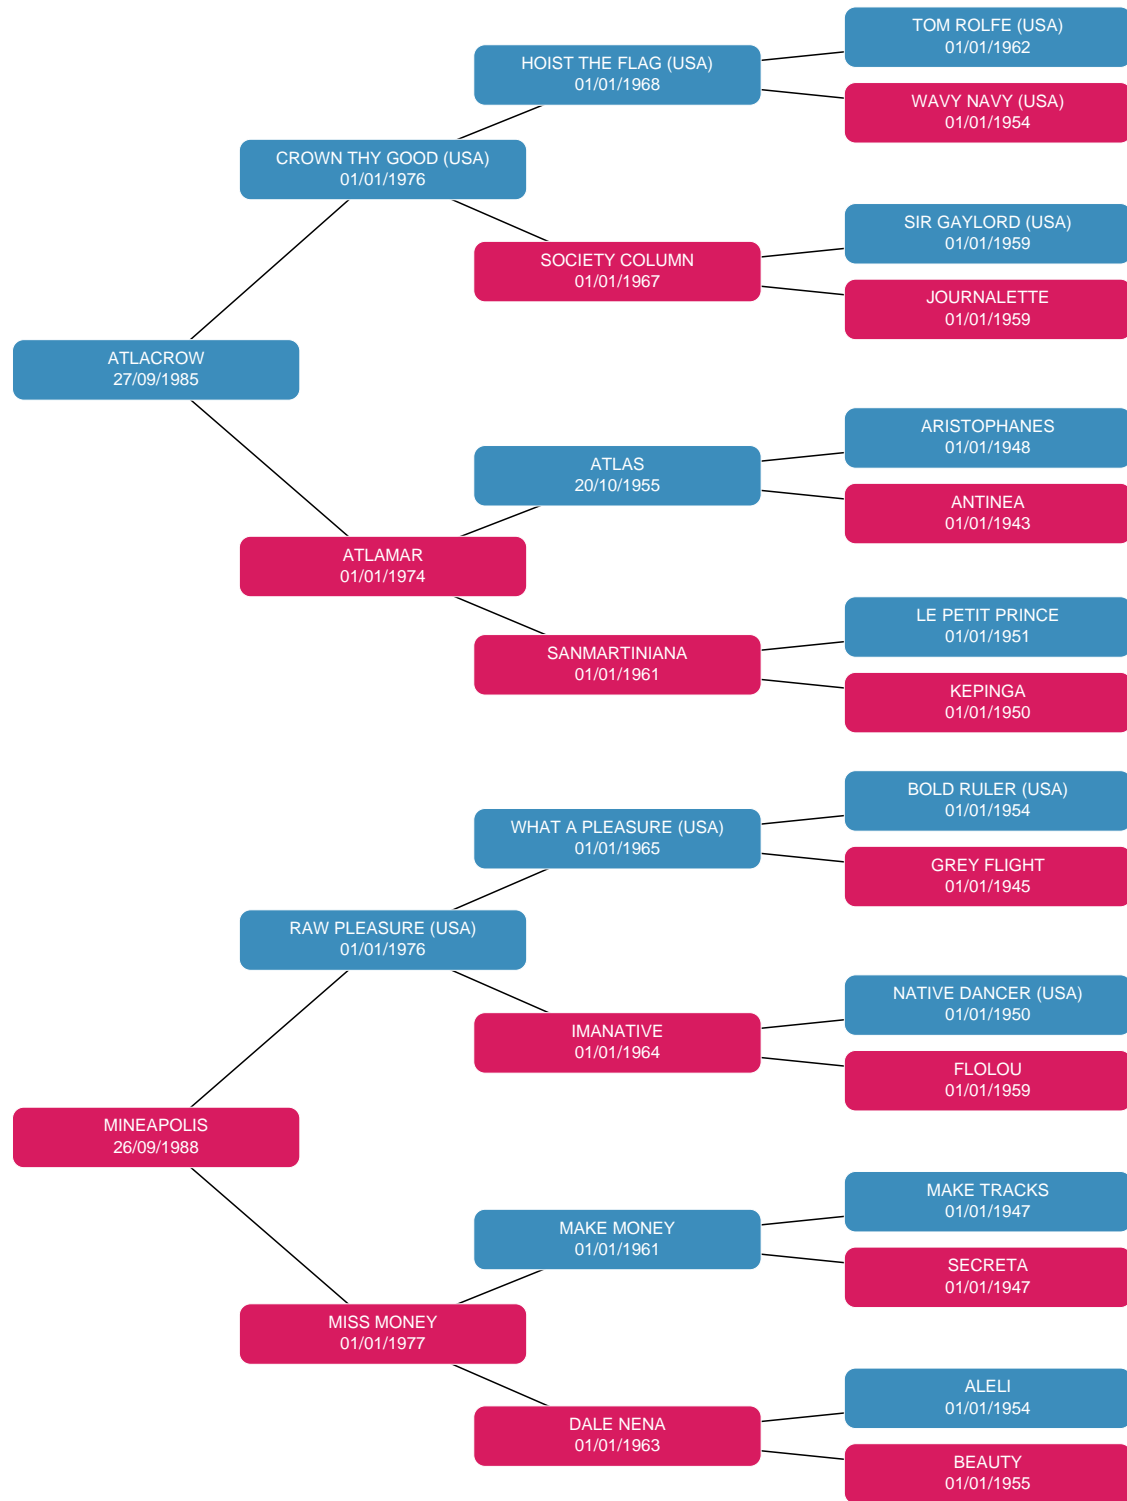 TOM ROLFE (USA)
01/01/1962
HOIST THE FLAG (USA)
01/01/1968
WAVY NAVY (USA)
01/01/1954
CROWN THY GOOD (USA)
01/01/1976
SIR GAYLORD (USA)
01/01/1959
SOCIETY COLUMN
01/01/1967
JOURNALETTE
01/01/1959
ATLACROW
27/09/1985
ARISTOPHANES
01/01/1948
ATLAS
20/10/1955
ANTINEA
01/01/1943
ATLAMAR
01/01/1974
LE PETIT PRINCE
01/01/1951
SANMARTINIANA
01/01/1961
KEPINGA
01/01/1950
BOLD RULER (USA)
01/01/1954
WHAT A PLEASURE (USA)
01/01/1965
GREY FLIGHT
01/01/1945
RAW PLEASURE (USA)
01/01/1976
NATIVE DANCER (USA)
01/01/1950
IMANATIVE
01/01/1964
FLOLOU
01/01/1959
MINEAPOLIS
26/09/1988
MAKE TRACKS
01/01/1947
MAKE MONEY
01/01/1961
SECRETA
01/01/1947
MISS MONEY
01/01/1977
ALELI
01/01/1954
DALE NENA
01/01/1963
BEAUTY
01/01/1955